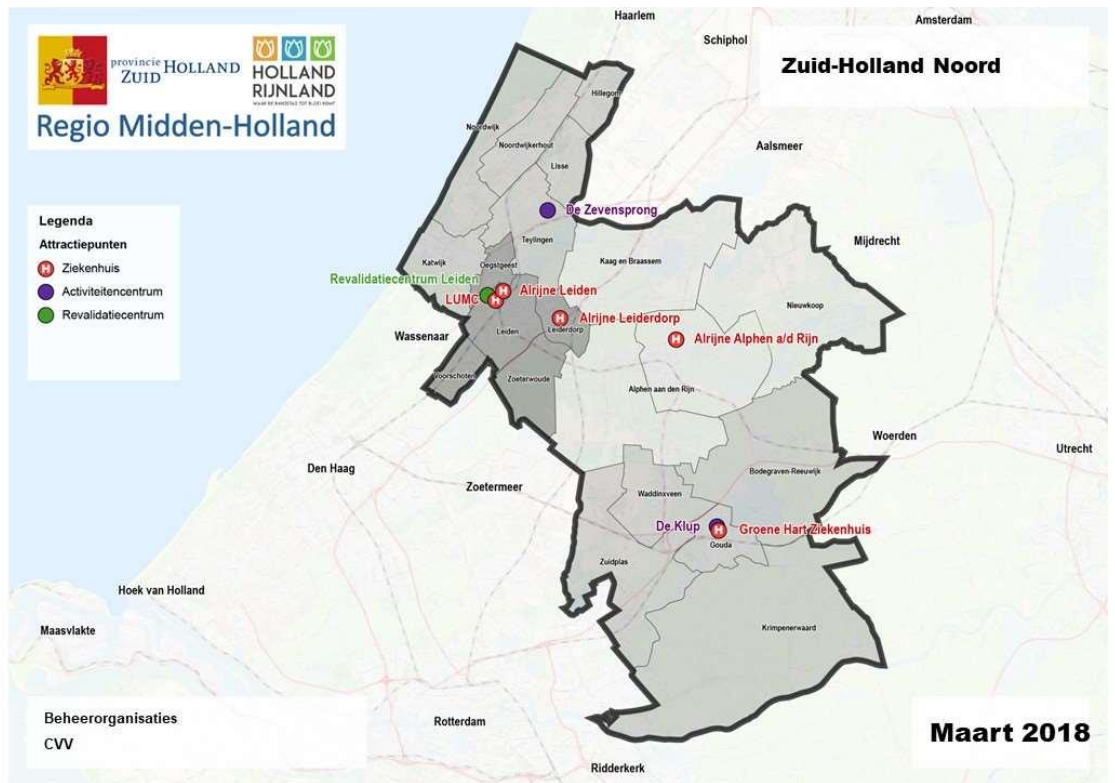 provincie
ZUID HOLLAND
HOLLAND
RIJNLAND
Regio Midden-Holland
Zuid-Holland Noord
Haarlem
Amsterdam
Schiphol
Hillegom
Noordwijk
Noordwijkerhout
Lisse
Aalsmeer
Legenda
Attractiepunten
H Ziekenhuis
Activiteitencentrum
Revalidatiecentrum
De Zevensprong
Teylingen
Mijdrecht
Katwijk
Oegstgeest
Kaag en Braassem
Revalidatiecentrum Leiden
H Alrijne Leiden
LUMC H
Nieuwkoop
H Alrijne Leiderdorp
Leiderdorp
Wassenaar
Leiden
H Alrijne Alphen a/d Rijn
Voorschoten
Zoeterwoude
Alphen aan den Rijn
Woerden
Utrecht
Den Haag
Zoetermeer
Bodegraven-Reeuwijk
Waddinxveen
De Klup H Groene Hart Ziekenhuis
Gouda
Zuidplas
Hoek van Holland
Maasvlakte
Krimpenerwaard
Beheerorganisaties
CVV
Rotterdam
Maart 2018
Ridderkerk